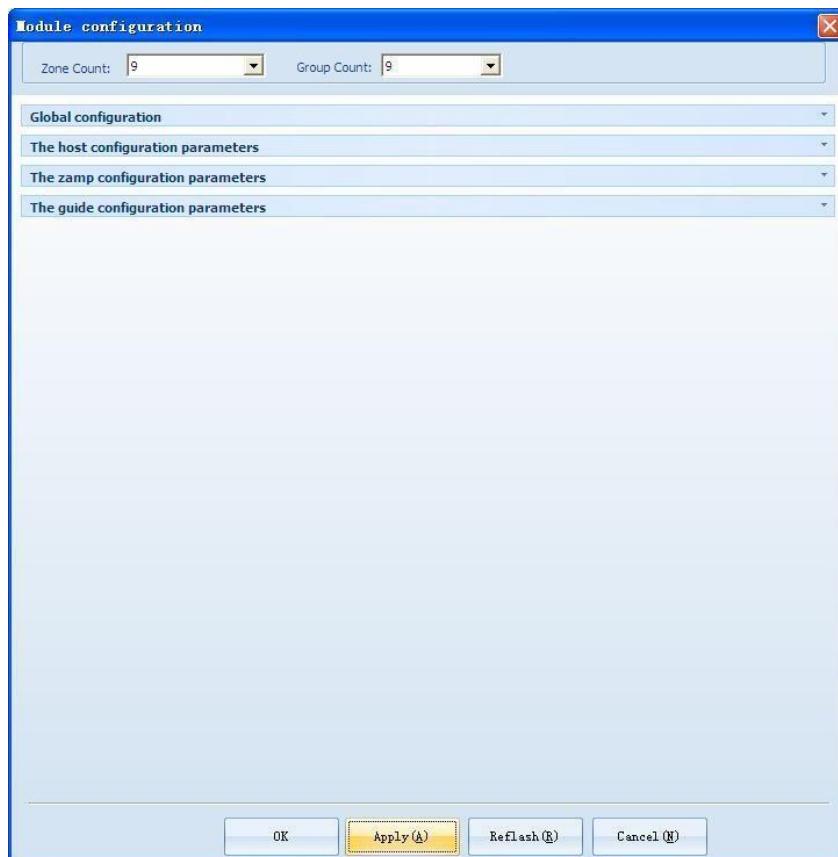 Module configuration
Zone Count: 9 Group Count: 9
Global configuration
The host configuration parameters
The zamp configuration parameters
The guide configuration parameters
OK Apply(A) Reflash(R) Cancel(N)